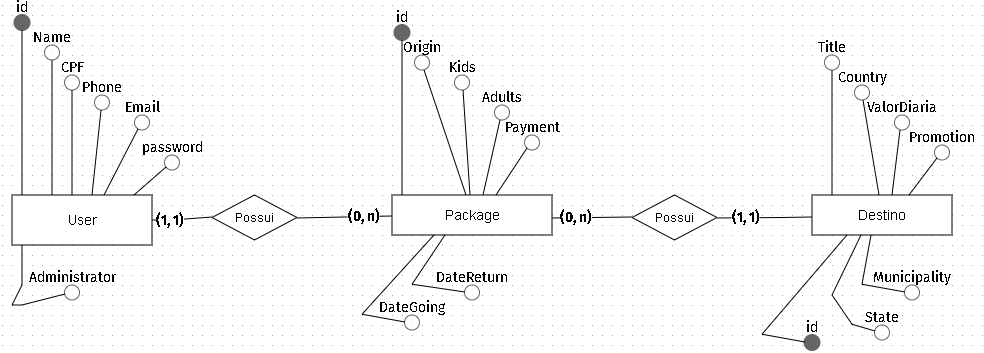 id
Name
CPF
Phone
Email
password
User
Administrator
(1, 1)
Possui
(0, n)
id
Origin
Kids
Adults
Payment
Package
DateReturn
DateGoing
(0, n)
Possui
(1, 1)
Title
Country
ValorDiaria
Promotion
Destino
Municipality
State
id